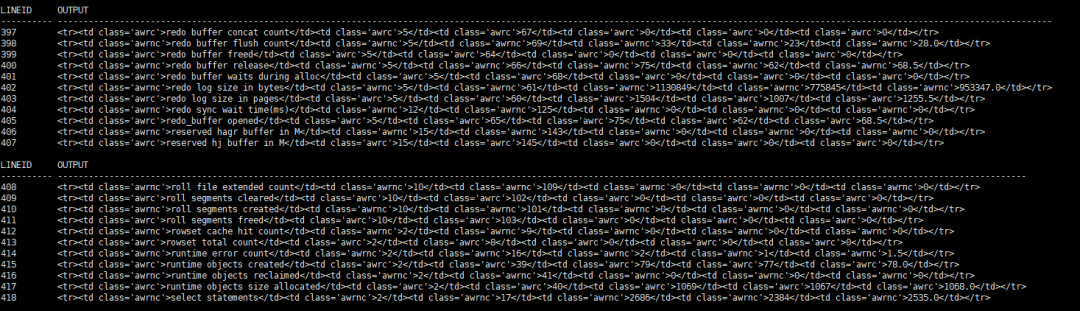 LINEID     OUTPUT
---------- --------------------------------------------------------------------------------
397        <tr><td class='awrc'>redo buffer concat count</td><td class='awrc'>5</td><td class='awrc'>67</td><td class='awrc'>0</td><td class='awrc'>0</td><td class='awrc'>0</td></tr>
398        <tr><td class='awrnc'>redo buffer flush count</td><td class='awrnc'>5</td><td class='awrnc'>69</td><td class='awrnc'>33</td><td class='awrnc'>23</td><td class='awrnc'>28.0</td></tr>
399        <tr><td class='awrc'>redo buffer freed</td><td class='awrc'>5</td><td class='awrc'>64</td><td class='awrc'>0</td><td class='awrc'>0</td><td class='awrc'>0</td></tr>
400        <tr><td class='awrnc'>redo buffer release</td><td class='awrnc'>5</td><td class='awrnc'>66</td><td class='awrnc'>75</td><td class='awrnc'>62</td><td class='awrnc'>68.5</td></tr>
401        <tr><td class='awrc'>redo buffer waits during alloc</td><td class='awrc'>5</td><td class='awrc'>68</td><td class='awrc'>0</td><td class='awrc'>0</td><td class='awrc'>0</td></tr>
402        <tr><td class='awrnc'>redo log size in bytes</td><td class='awrnc'>5</td><td class='awrnc'>61</td><td class='awrnc'>1130849</td><td class='awrnc'>775845</td><td class='awrnc'>953347.0</td></tr>
403        <tr><td class='awrc'>redo log size in pages</td><td class='awrc'>5</td><td class='awrc'>60</td><td class='awrc'>1504</td><td class='awrc'>1007</td><td class='awrc'>1255.5</td></tr>
404        <tr><td class='awrnc'>redo sync wait time(ms)</td><td class='awrnc'>12</td><td class='awrnc'>125</td><td class='awrnc'>0</td><td class='awrnc'>0</td><td class='awrnc'>0</td></tr>
405        <tr><td class='awrc'>redo_buffer opened</td><td class='awrc'>5</td><td class='awrc'>65</td><td class='awrc'>75</td><td class='awrc'>62</td><td class='awrc'>68.5</td></tr>
406        <tr><td class='awrnc'>reserved hagr buffer in M</td><td class='awrnc'>15</td><td class='awrnc'>143</td><td class='awrnc'>0</td><td class='awrnc'>0</td><td class='awrnc'>0</td></tr>
407        <tr><td class='awrc'>reserved hj buffer in M</td><td class='awrc'>15</td><td class='awrc'>145</td><td class='awrc'>0</td><td class='awrc'>0</td><td class='awrc'>0</td></tr>
LINEID     OUTPUT
---------- --------------------------------------------------------------------------------
408        <tr><td class='awrnc'>roll file extended count</td><td class='awrnc'>10</td><td class='awrnc'>109</td><td class='awrnc'>0</td><td class='awrnc'>0</td><td class='awrnc'>0</td></tr>
409        <tr><td class='awrc'>roll segments cleared</td><td class='awrc'>10</td><td class='awrc'>102</td><td class='awrc'>0</td><td class='awrc'>0</td><td class='awrc'>0</td></tr>
410        <tr><td class='awrnc'>roll segments created</td><td class='awrnc'>10</td><td class='awrnc'>101</td><td class='awrnc'>0</td><td class='awrnc'>0</td><td class='awrnc'>0</td></tr>
411        <tr><td class='awrc'>roll segments freed</td><td class='awrc'>10</td><td class='awrc'>103</td><td class='awrc'>0</td><td class='awrc'>0</td><td class='awrc'>0</td></tr>
412        <tr><td class='awrnc'>rowset cache hit count</td><td class='awrnc'>2</td><td class='awrnc'>9</td><td class='awrnc'>0</td><td class='awrnc'>0</td><td class='awrnc'>0</td></tr>
413        <tr><td class='awrc'>rowset total count</td><td class='awrc'>2</td><td class='awrc'>8</td><td class='awrc'>0</td><td class='awrc'>0</td><td class='awrc'>0</td></tr>
414        <tr><td class='awrnc'>runtime error count</td><td class='awrnc'>2</td><td class='awrnc'>16</td><td class='awrnc'>2</td><td class='awrnc'>1</td><td class='awrnc'>1.5</td></tr>
415        <tr><td class='awrc'>runtime objects created</td><td class='awrc'>2</td><td class='awrc'>39</td><td class='awrc'>79</td><td class='awrc'>77</td><td class='awrc'>78.0</td></tr>
416        <tr><td class='awrnc'>runtime objects reclaimed</td><td class='awrnc'>2</td><td class='awrnc'>41</td><td class='awrnc'>0</td><td class='awrnc'>0</td><td class='awrnc'>0</td></tr>
417        <tr><td class='awrc'>runtime objects size allocated</td><td class='awrc'>2</td><td class='awrc'>40</td><td class='awrc'>1069</td><td class='awrc'>1067</td><td class='awrc'>1068.0</td></tr>
418        <tr><td class='awrnc'>select statements</td><td class='awrnc'>2</td><td class='awrnc'>17</td><td class='awrnc'>2686</td><td class='awrnc'>2384</td><td class='awrnc'>2535.0</td></tr>